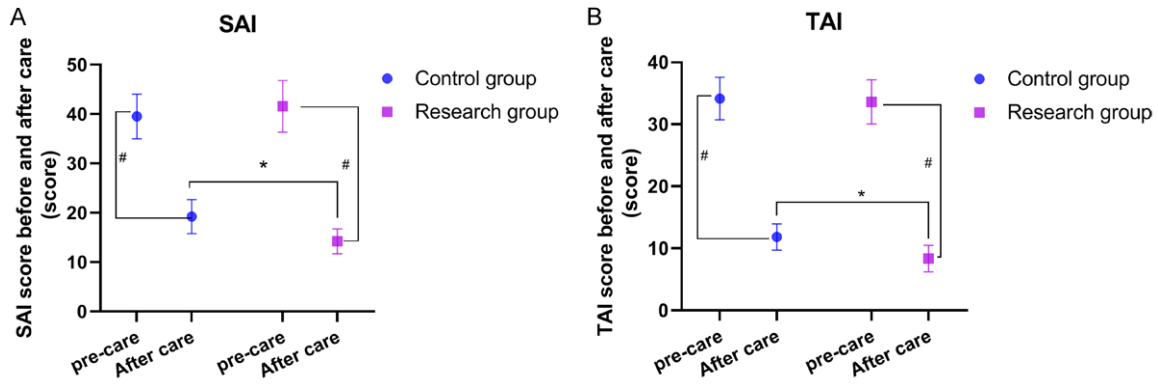 A
SAI
SAI score before and after care
(score)
50
40
30
20
10
0
#
*
#
pre-care
After care
pre-care
After care
Control group
Research group
B
TAI
TAI score before and after care
(score)
40
30
20
10
0
#
*
#
pre-care
After care
pre-care
After care
Control group
Research group